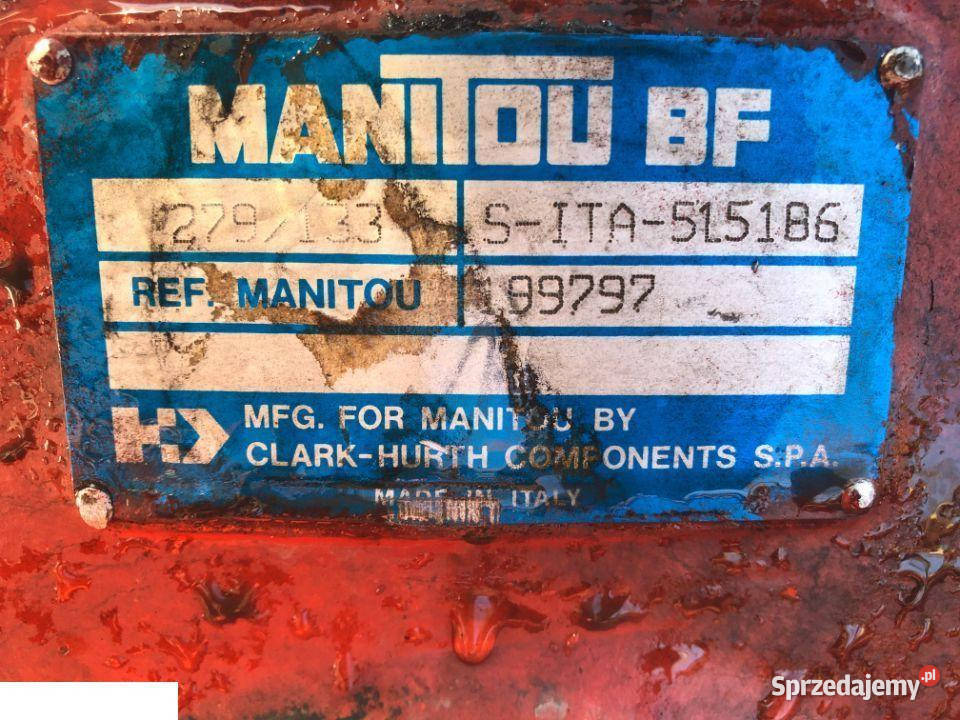 MANITOU BF
279/133 S-ITA-515186
REF. MANITOU 199797
MFG. FOR MANITOU BY
CLARK-HURTH COMPONENTS S.P.A.
MADE IN ITALY
Sprzedajemy.pl